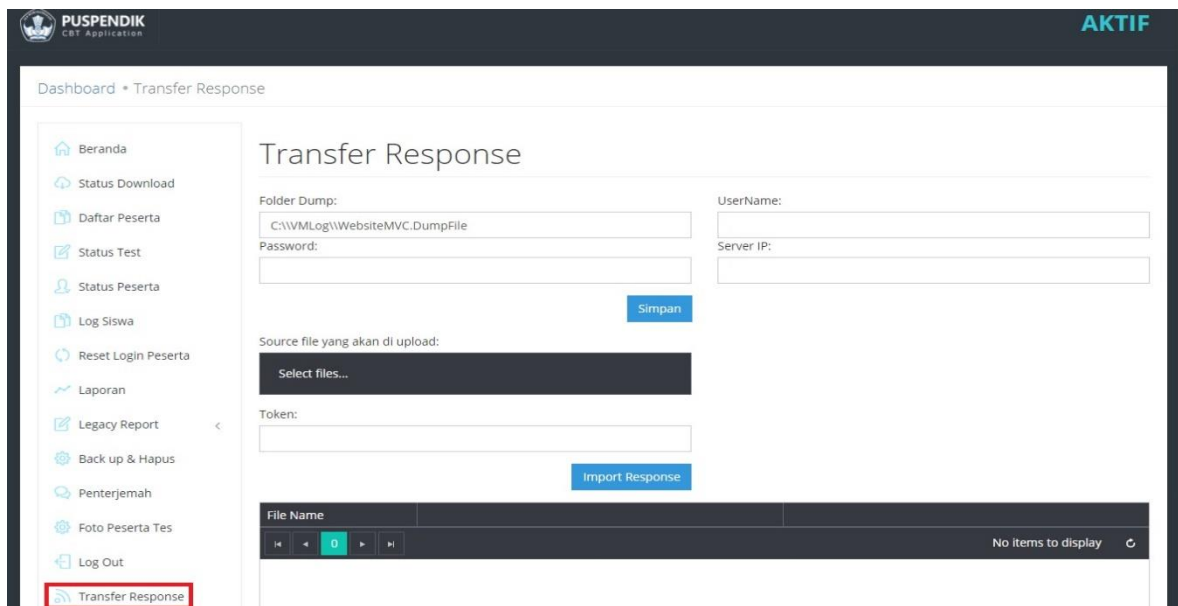 PUSPENDIK
CBT Application
AKTIF
Dashboard • Transfer Response
Beranda
Status Download
Daftar Peserta
Status Test
Status Peserta
Log Siswa
Reset Login Peserta
Laporan
Legacy Report <
Back up & Hapus
Penterjemah
Foto Peserta Tes
Log Out
Transfer Response
Transfer Response
Folder Dump:
C:\\VMLog\\WebsiteMVC.DumpFile
UserName:
Password:
Server IP:
Simpan
Source file yang akan di upload:
Select files...
Token:
Import Response
File Name
0
No items to display